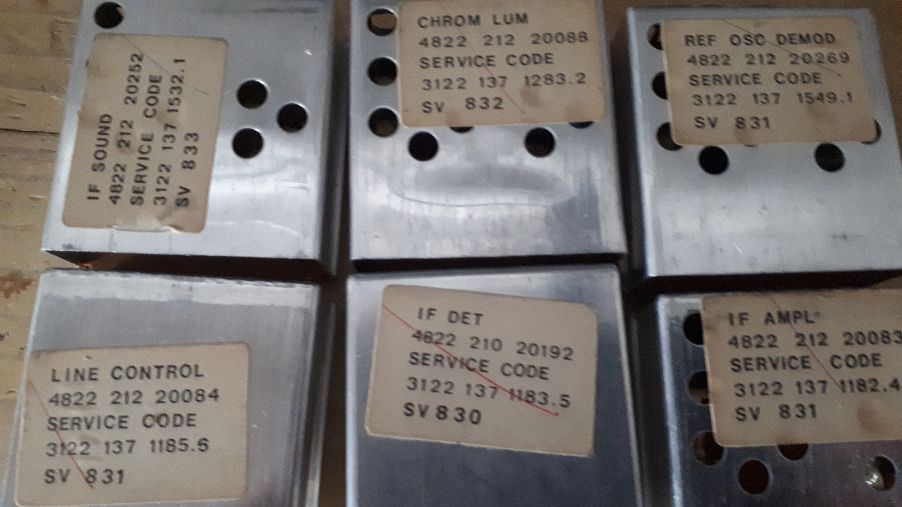 IF SOUND
4822 212 20252
SERVICE CODE
3122 137 1532.1
SV 833
CHROM LUM
4822 212 20088
SERVICE CODE
3122 137 1283.2
SV 832
REF OSC DEMOD
4822 212 20269
SERVICE CODE
3122 137 1549.1
SV 831
LINE CONTROL
4822 212 20084
SERVICE CODE
3122 137 1185.6
SV 831
IF DET
4822 210 20192
SERVICE CODE
3122 137 1183.5
SV 830
IF AMPL
4822 212 20083
SERVICE CODE
3122 137 1182.4
SV 831